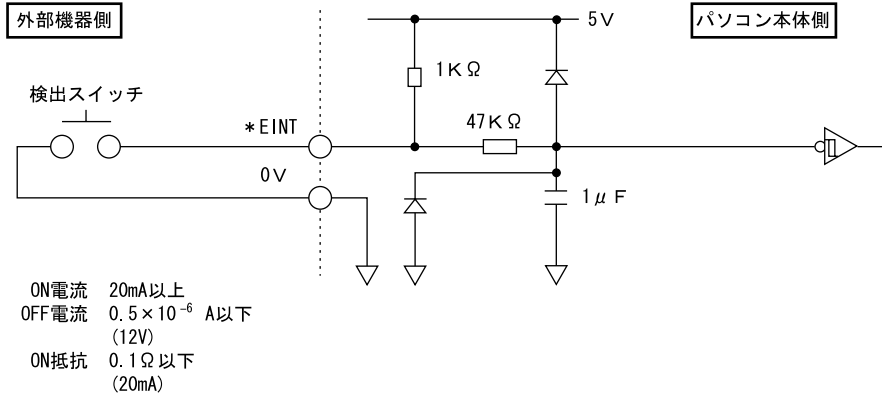 外部機器側
パソコン本体側
5V
1KΩ
検出スイッチ
47KΩ
*EINT
0V
1μF
ON電流 20mA以上
OFF電流 0.5×10⁻⁶ A以下
(12V)
ON抵抗 0.1Ω以下
(20mA)